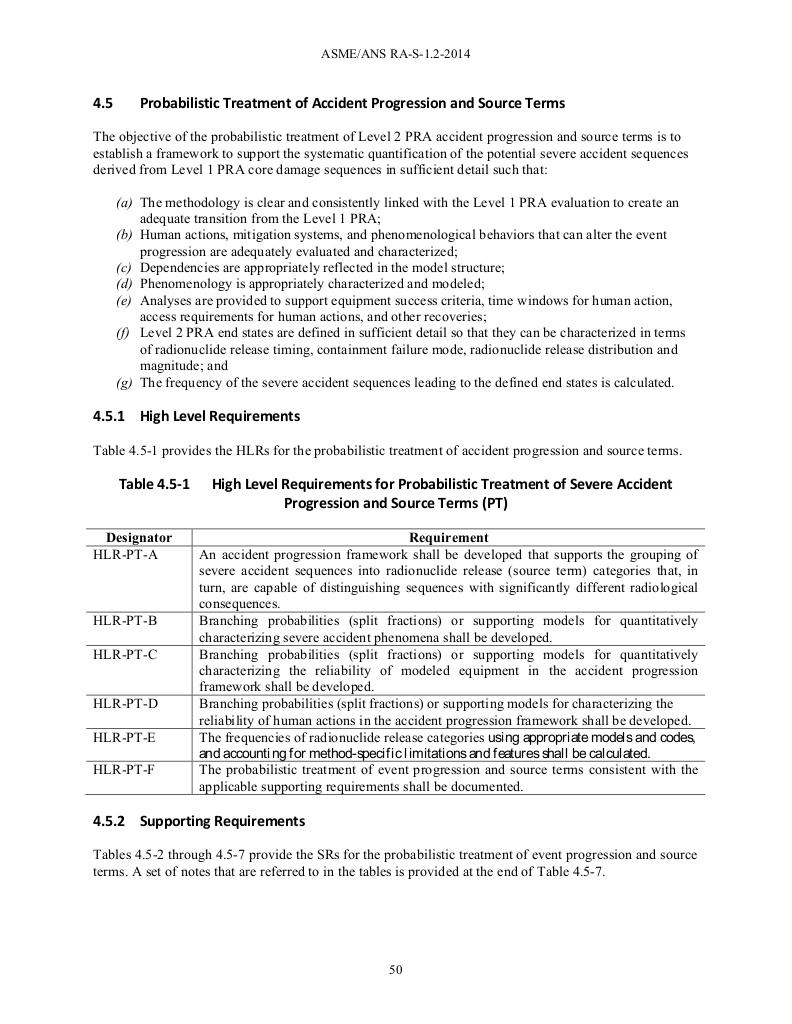 ASME/ANS RA-S-1.2-2014
4.5 Probabilistic Treatment of Accident Progression and Source Terms
The objective of the probabilistic treatment of Level 2 PRA accident progression and source terms is to
establish a framework to support the systematic quantification of the potential severe accident sequences
derived from Level 1 PRA core damage sequences in sufficient detail such that:
(a) The methodology is clear and consistently linked with the Level 1 PRA evaluation to create an
adequate transition from the Level 1 PRA;
(b) Human actions, mitigation systems, and phenomenological behaviors that can alter the event
progression are adequately evaluated and characterized;
(c) Dependencies are appropriately reflected in the model structure;
(d) Phenomenology is appropriately characterized and modeled;
(e) Analyses are provided to support equipment success criteria, time windows for human action,
access requirements for human actions, and other recoveries;
(f) Level 2 PRA end states are defined in sufficient detail so that they can be characterized in terms
of radionuclide release timing, containment failure mode, radionuclide release distribution and
magnitude; and
(g) The frequency of the severe accident sequences leading to the defined end states is calculated.
4.5.1 High Level Requirements
Table 4.5-1 provides the HLRs for the probabilistic treatment of accident progression and source terms.
Table 4.5-1 High Level Requirements for Probabilistic Treatment of Severe Accident
Progression and Source Terms (PT)
Designator Requirement
HLR-PT-A An accident progression framework shall be developed that supports the grouping of
severe accident sequences into radionuclide release (source term) categories that, in
turn, are capable of distinguishing sequences with significantly different radiological
consequences.
HLR-PT-B Branching probabilities (split fractions) or supporting models for quantitatively
characterizing severe accident phenomena shall be developed.
HLR-PT-C Branching probabilities (split fractions) or supporting models for quantitatively
characterizing the reliability of modeled equipment in the accident progression
framework shall be developed.
HLR-PT-D Branching probabilities (split fractions) or supporting models for characterizing the
reliability of human actions in the accident progression framework shall be developed.
HLR-PT-E The frequencies of radionuclide release categories using appropriate models and codes,
and accounting for method-specific limitations and features shall be calculated.
HLR-PT-F The probabilistic treatment of event progression and source terms consistent with the
applicable supporting requirements shall be documented.
4.5.2 Supporting Requirements
Tables 4.5-2 through 4.5-7 provide the SRs for the probabilistic treatment of event progression and source
terms. A set of notes that are referred to in the tables is provided at the end of Table 4.5-7.
50